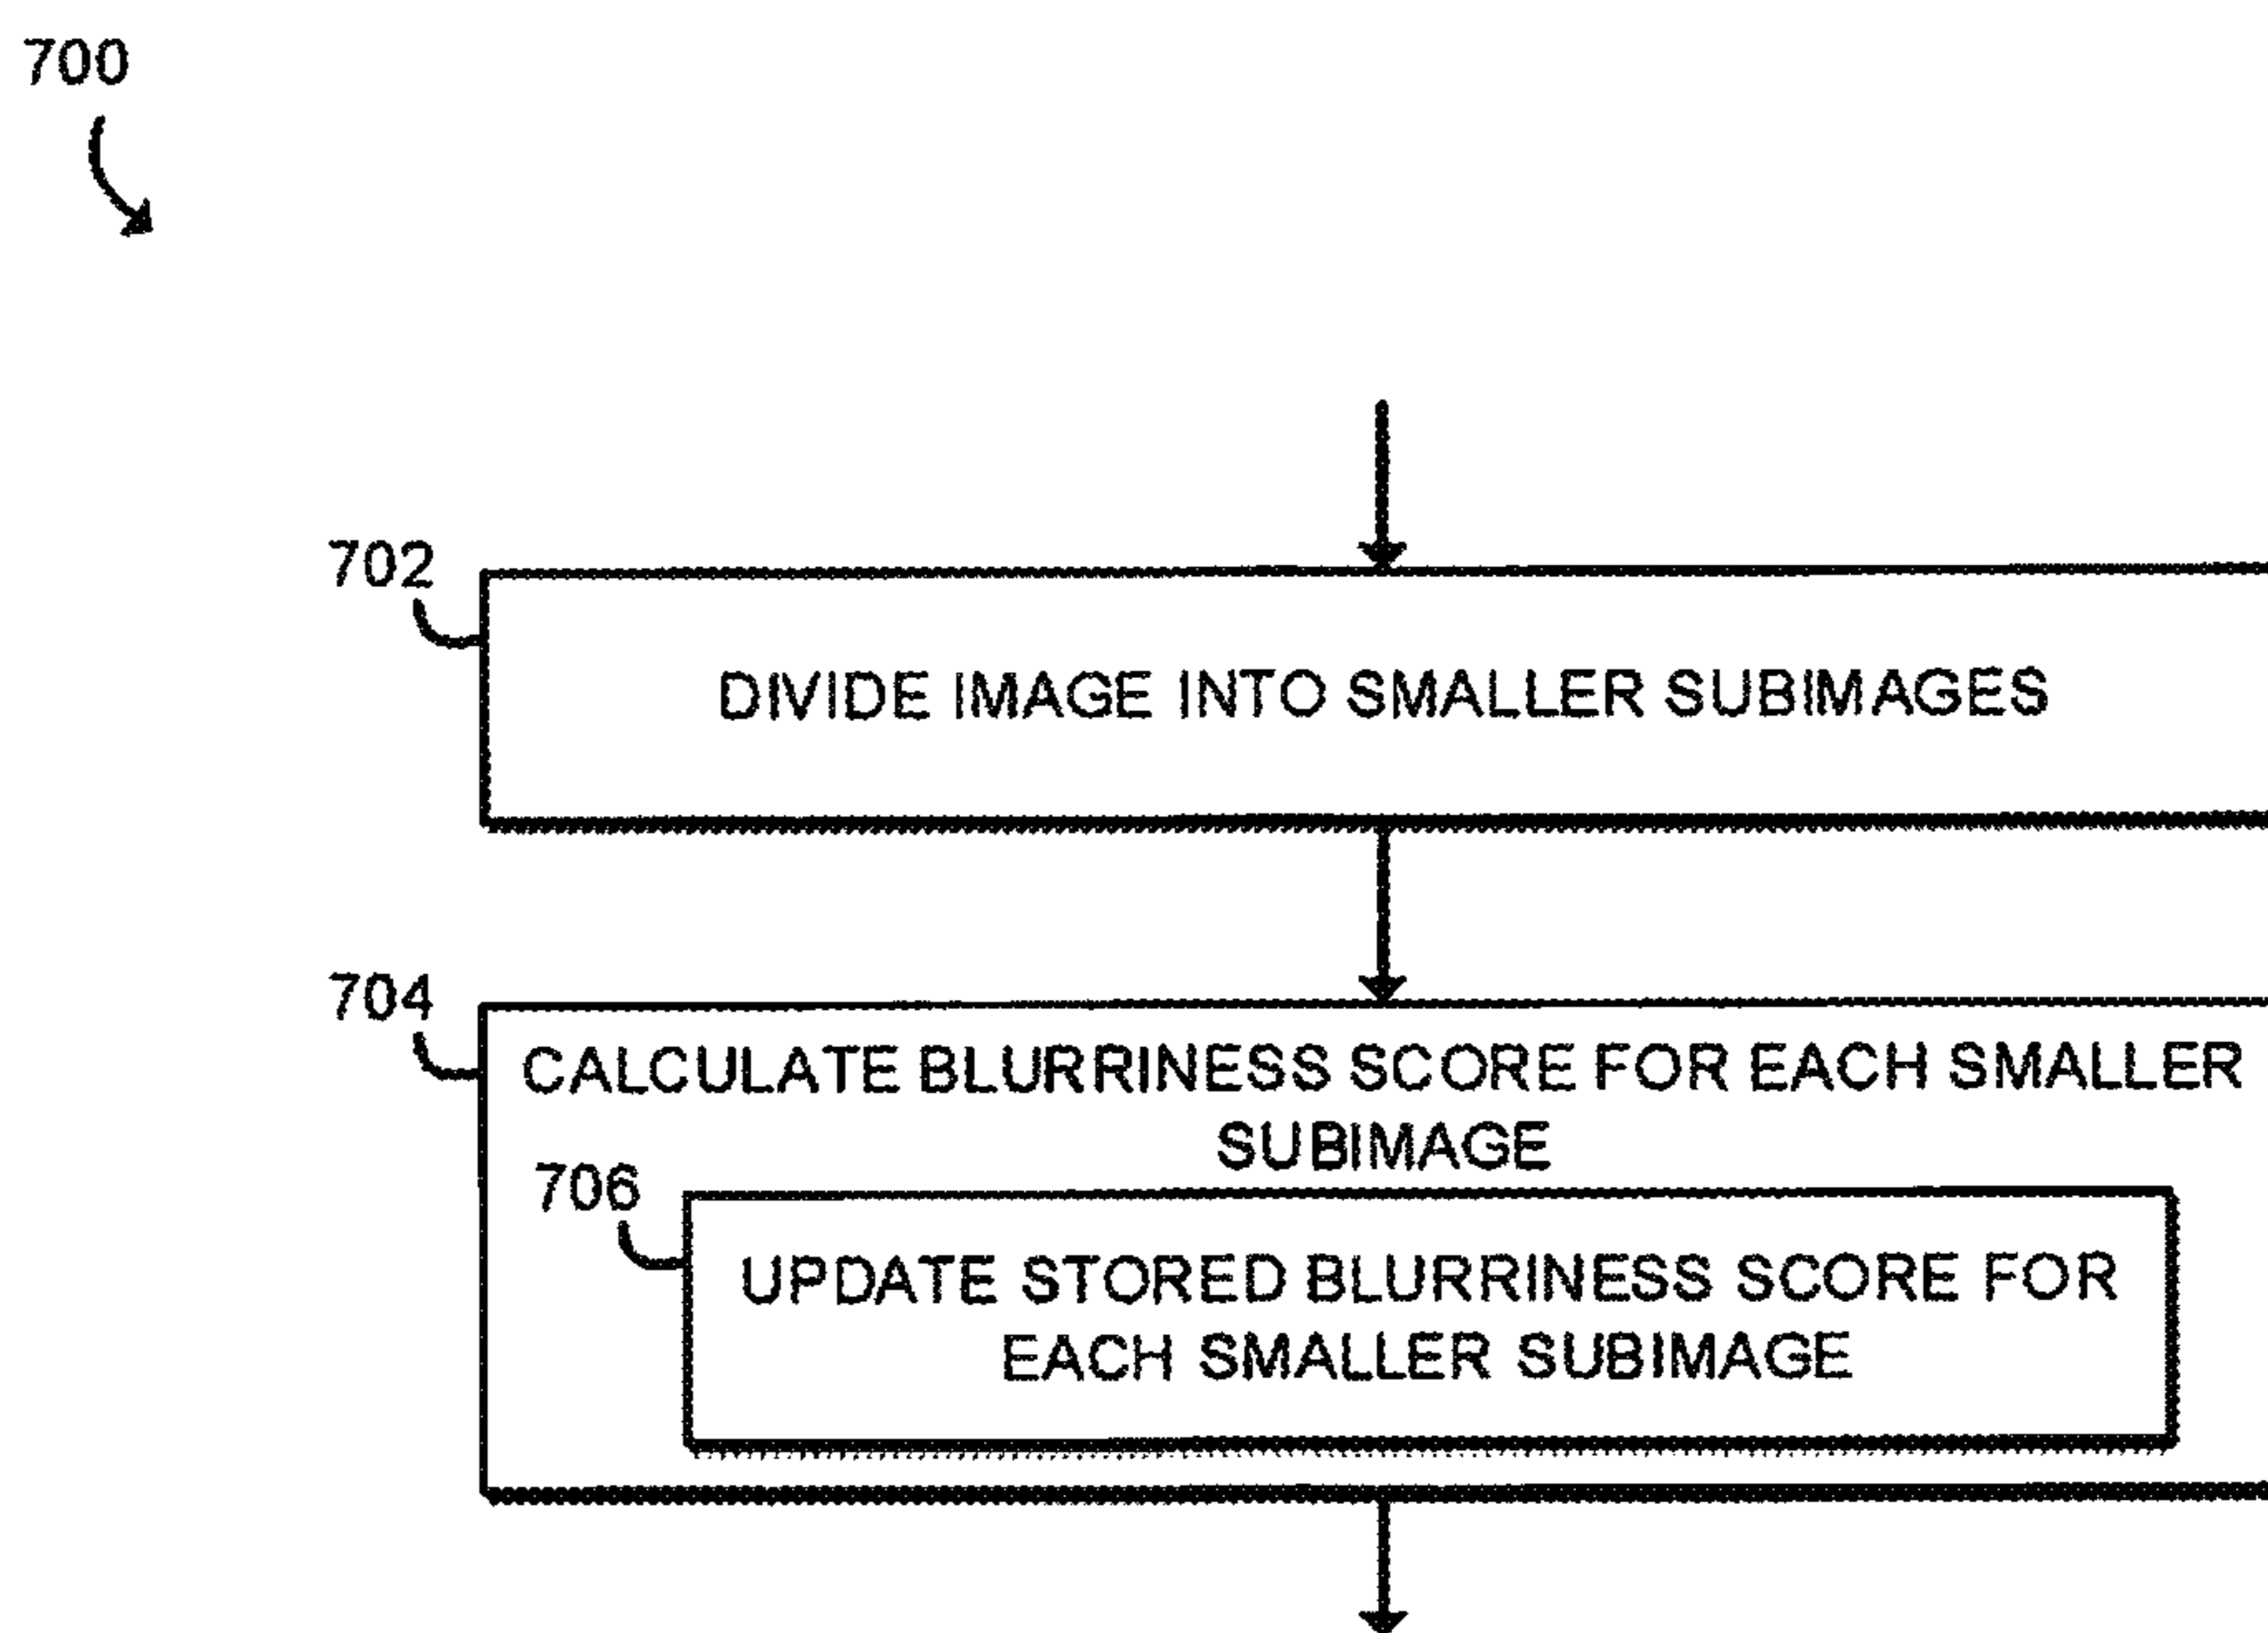 700
702
DIVIDE IMAGE INTO SMALLER SUBIMAGES
704
CALCULATE BLURRINESS SCORE FOR EACH SMALLER
SUBIMAGE
706
UPDATE STORED BLURRINESS SCORE FOR
EACH SMALLER SUBIMAGE